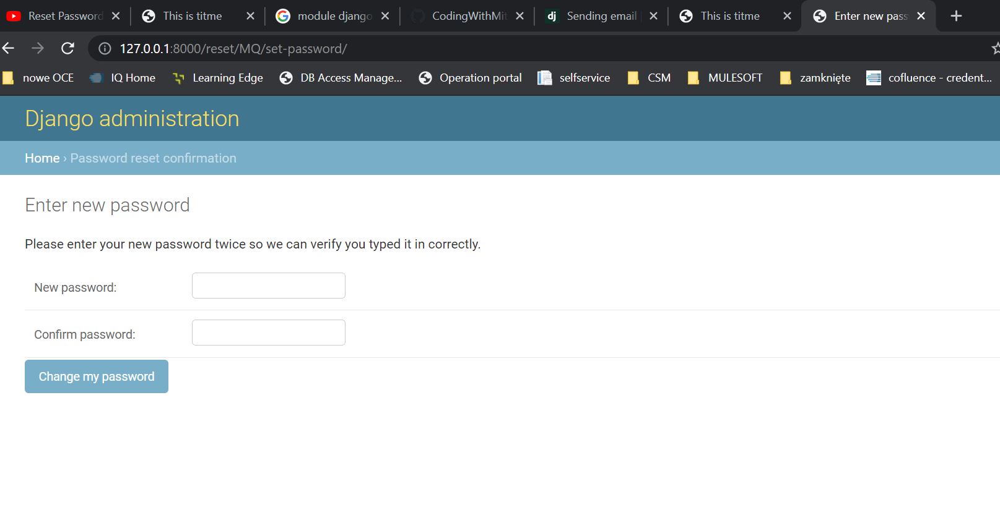 Reset Password This is titme module django CodingWithMit Sending email This is titme Enter new pass
127.0.0.1:8000/reset/MQ/set-password/
nowe OCE IQ Home Learning Edge DB Access Manage... Operation portal selfservice CSM MULESOFT zamknięte cofluence - credent...
Django administration
Home › Password reset confirmation
Enter new password
Please enter your new password twice so we can verify you typed it in correctly.
New password:
Confirm password:
Change my password